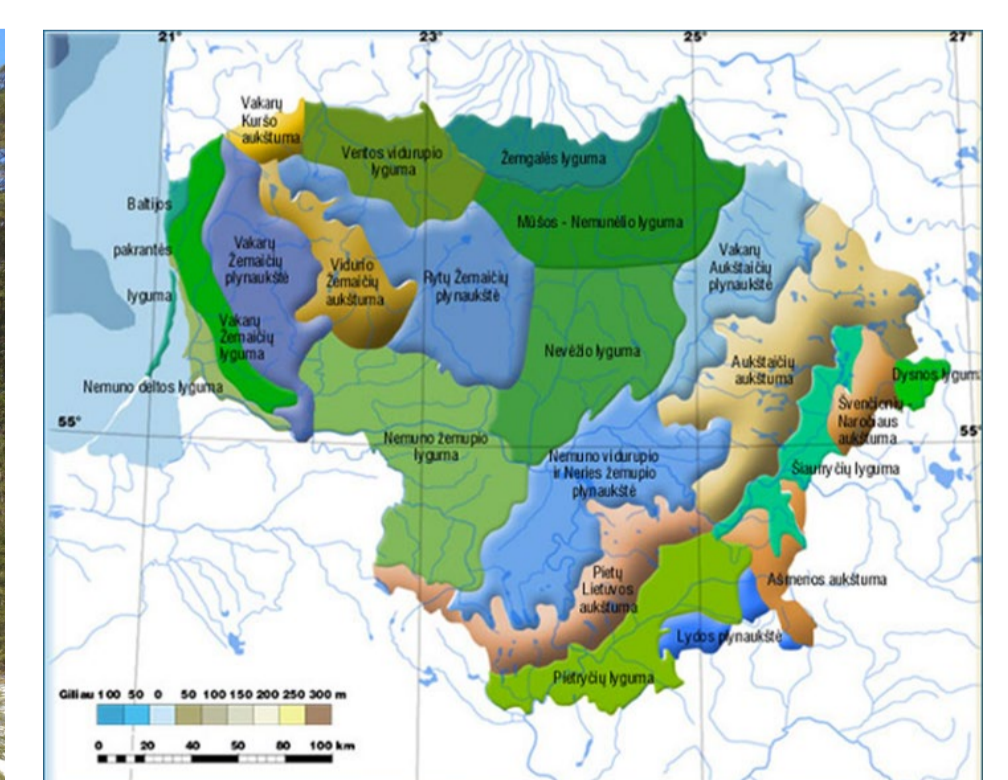 21°
23°
25°
27°
Vakarų
Kuršo
aukštuma
Ventos vidurupio
lyguma
Žemgalės lyguma
Baltijos
pakrantės
lyguma
Mūšos - Nemunėlio lyguma
Vakarų
Žemaičių
plynaukštė
Vidurio
Žemaičių
aukštuma
Rytų Žemaičių
plynaukštė
Vakarų
Aukštaičių
plynaukštė
Vakarų
Žemaičių
lyguma
Nevėžio lyguma
Aukštaičių
aukštuma
Nemuno deltos lyguma
Dysnos lygum
Švenčionių
Naročiaus
aukštuma
55°
55°
Nemuno žemupio
lyguma
Nemuno vidurupio
ir Neries žemupio
plynaukštė
Šiaurryčių lyguma
Pietų
Lietuvos
aukštuma
Ašmenos aukštuma
Lydos plynaukštė
Pietryčių lyguma
Giliau 100 50 0 50 100 150 200 250 300 m
0 20 40 50 80 100 km